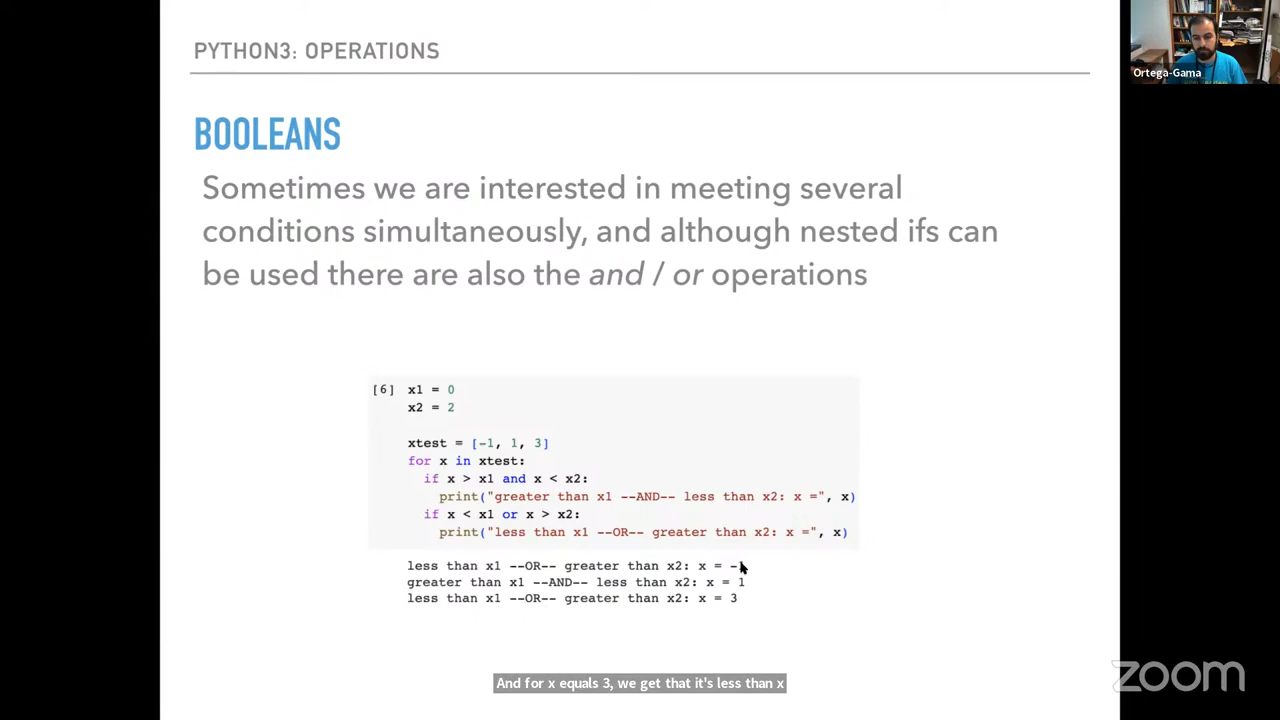 PYTHON3: OPERATIONS
Ortega-Gama
BOOLEANS
Sometimes we are interested in meeting several
conditions simultaneously, and although nested ifs can
be used there are also the and / or operations
[6] x1 = 0
x2 = 2
xtest = [-1, 1, 3]
for x in xtest:
if x > x1 and x < x2:
print("greater than x1 --AND-- less than x2: x =", x)
if x < x1 or x > x2:
print("less than x1 --OR-- greater than x2: x =", x)
less than x1 --OR-- greater than x2: x = -1
greater than x1 --AND-- less than x2: x = 1
less than x1 --OR-- greater than x2: x = 3
And for x equals 3, we get that it's less than x
zoom